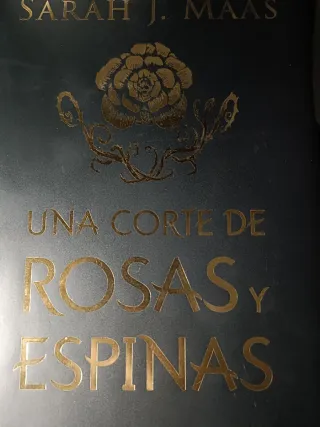 SARAH J. MAAS
UNA CORTE DE
ROSAS Y
ESPINAS